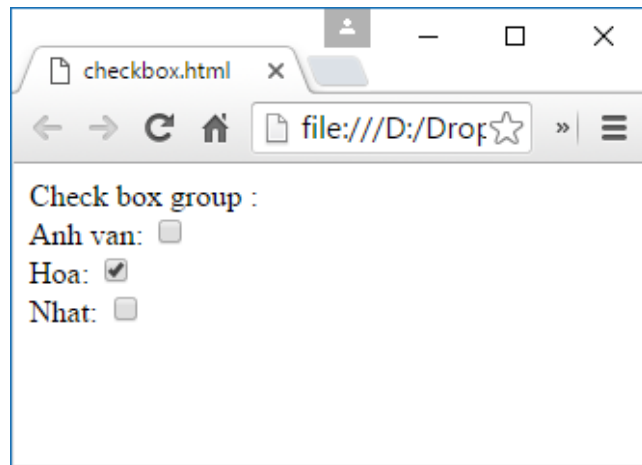 checkbox.html
file:///D:/Drop
Check box group :
Anh van:
Hoa:
Nhat: